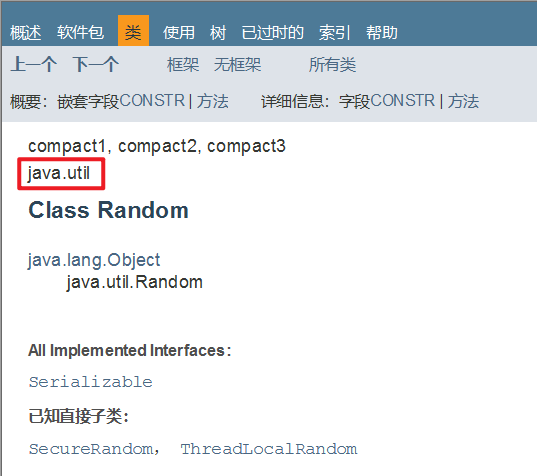 概述 软件包 类 使用 树 已过时的 索引 帮助
上一个 下一个 框架 无框架 所有类
概要: 嵌套字段CONSTR | 方法 详细信息: 字段CONSTR | 方法
compact1, compact2, compact3
java.util
Class Random
java.lang.Object
java.util.Random
All Implemented Interfaces:
Serializable
已知直接子类:
SecureRandom, ThreadLocalRandom